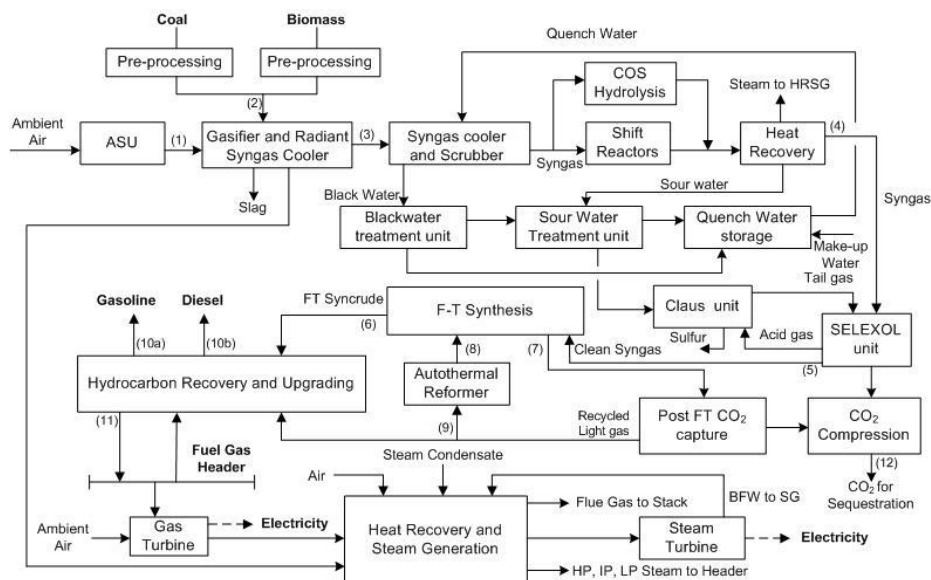 Coal
Biomass
Quench Water
Pre-processing
Pre-processing
COS
Hydrolysis
Steam to HRSG
(2)
Ambient
Air
ASU
(1)
Gasifier and Radiant
Syngas Cooler
(3)
Syngas cooler
and Scrubber
Syngas
Shift
Reactors
Heat
Recovery
(4)
Slag
Black Water
Sour water
Syngas
Blackwater
treatment unit
Sour Water
Treatment unit
Quench Water
storage
Make-up
Water
Tail gas
Gasoline
Diesel
FT Syncrude
(6)
F-T Synthesis
Claus unit
SELEXOL
unit
(10a)
(10b)
(8)
(7)
Clean Syngas
Sulfur
Acid gas
(5)
Hydrocarbon Recovery and Upgrading
Autothermal
Reformer
(11)
(9)
Recycled
Light gas
Post FT CO2
capture
CO2
Compression
Fuel Gas
Header
Steam Condensate
(12)
CO2 for
Sequestration
Air
Flue Gas to Stack
BFW to SG
Ambient
Air
Gas
Turbine
Electricity
Heat Recovery and
Steam Generation
Steam
Turbine
Electricity
HP, IP, LP Steam to Header